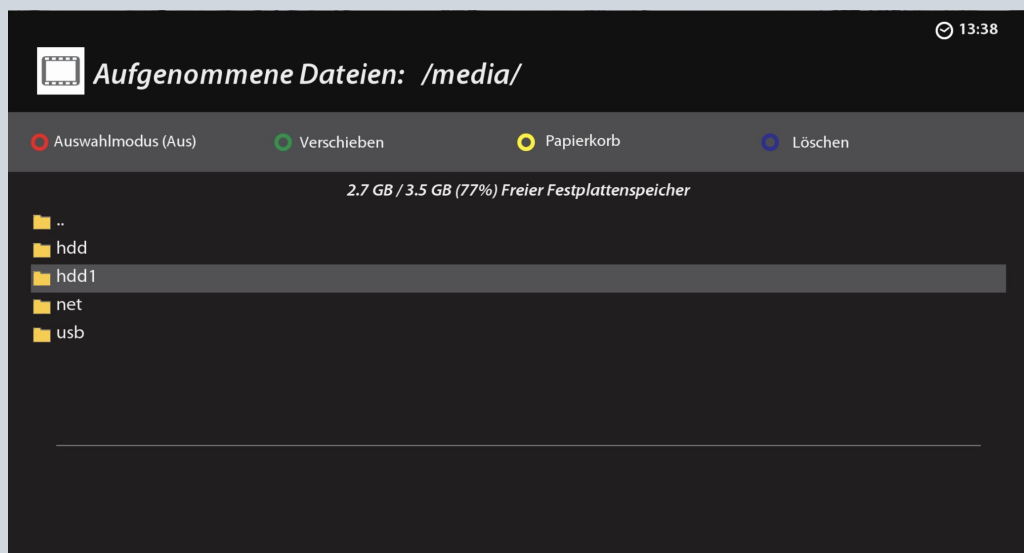 13:38
Aufgenommene Dateien: /media/
Auswahlmodus (Aus) Verschieben Papierkorb Löschen
2.7 GB / 3.5 GB (77%) Freier Festplattenspeicher
..
hdd
hdd1
net
usb